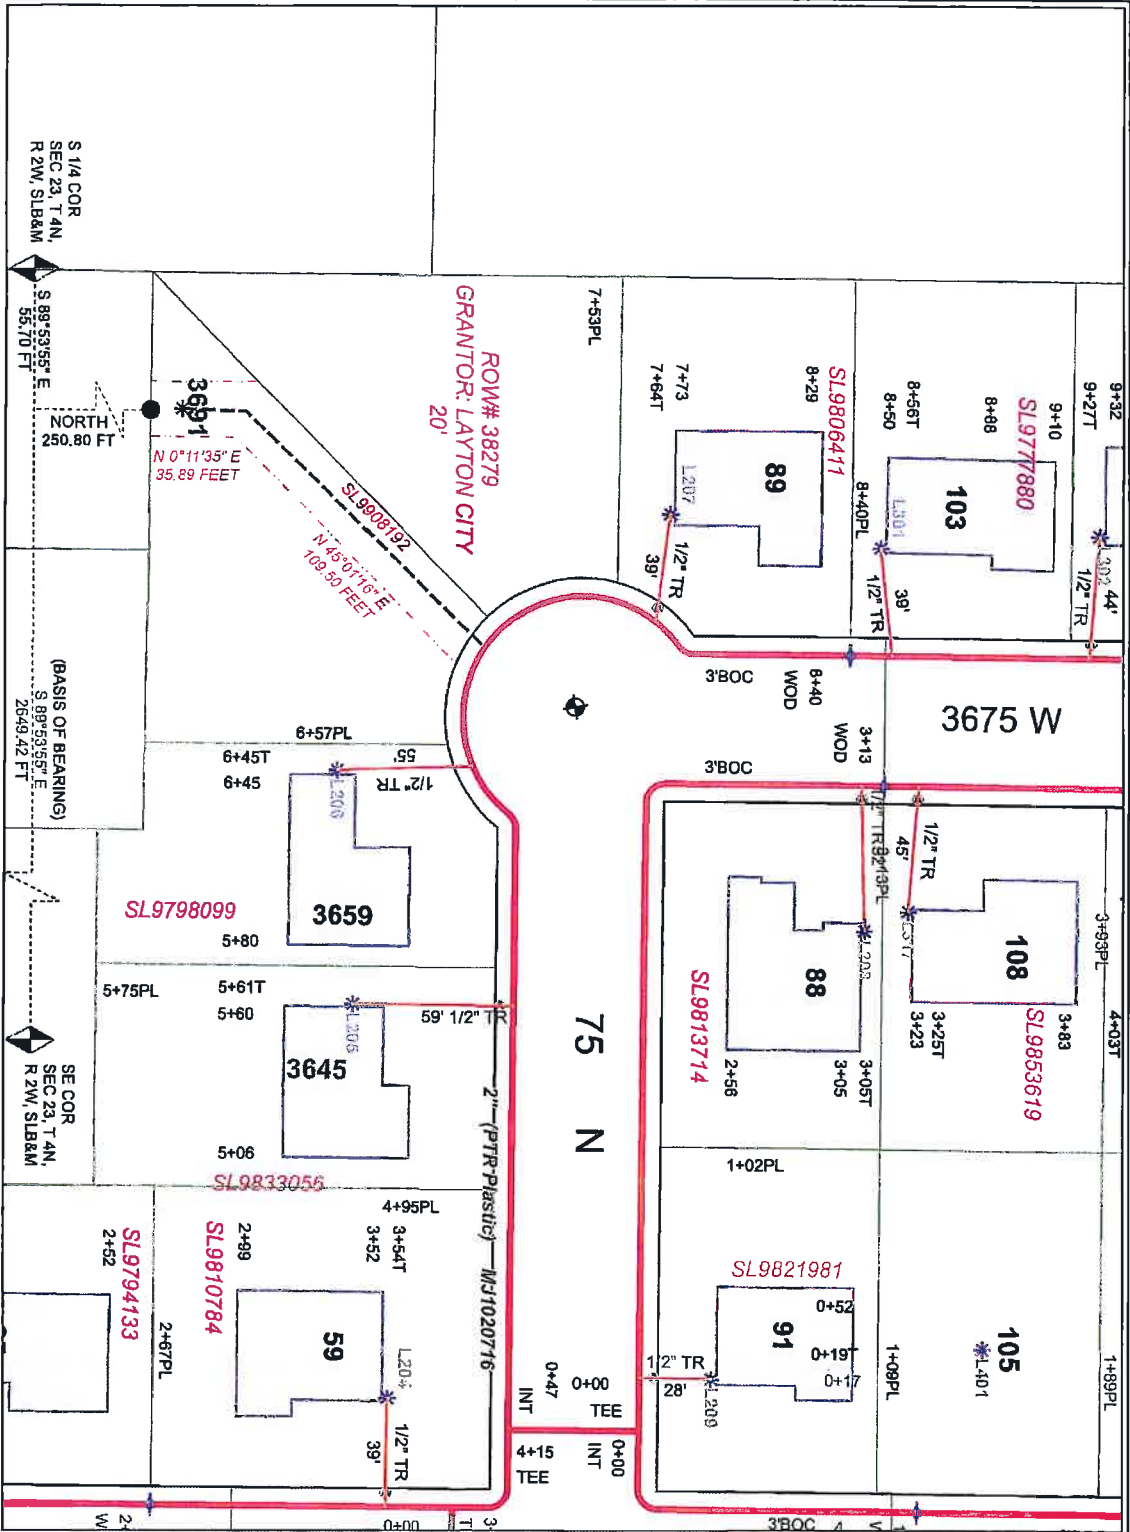 S 1/4 COR
SEC 23, T 4N,
R 2W, SLB&M
S 89°53'55" E
55.70 FT
NORTH
250.80 FT
N 0°11'35" E
35.89 FEET
3691
SL9908192
N 45°01'16" E
109.50 FEET
ROW# 38279
GRANTOR: LAYTON CITY
20'
7+53PL
7+73
7+64T
L207
89
1/2" TR
39'
8+29
SL9806411
8+40PL
8+56T
8+50
8+88
SL9777880
9+10
L301
103
39'
1/2" TR
9+32
9+27T
L302
44'
1/2" TR
3'BOC
8+40
WOD
3+13
WOD
3675 W
3'BOC
(BASIS OF BEARING)
S 89°53'55" E
2649.42 FT
6+57PL
6+45T
6+45
55'
1/2" TR
L206
3659
SL9798099
5+80
5+75PL
5+61T
5+60
59' 1/2" TR
L205
3645
5+06
SL9833056
SE COR
SEC 23, T 4N,
R 2W, SLB&M
75 N
2"-(PTR-Plastic)-MJ1020716
88
SL9813714
2+56
3+05
3+05T
1/2" TR
45'
L317
108
3+93PL
4+03T
3+83
3+25T
3+23
SL9853619
1+02PL
4+95PL
3+54T
3+52
2+99
SL9810784
SL9794133
2+52
2+67PL
59
L204
1/2" TR
39'
SL9821981
0+52
91
0+19
0+17
1/2" TR
28'
L209
105
L401
1+09PL
1+89PL
0+47
INT
0+00
TEE
4+15
TEE
0+00
INT
0+00
3'BOC